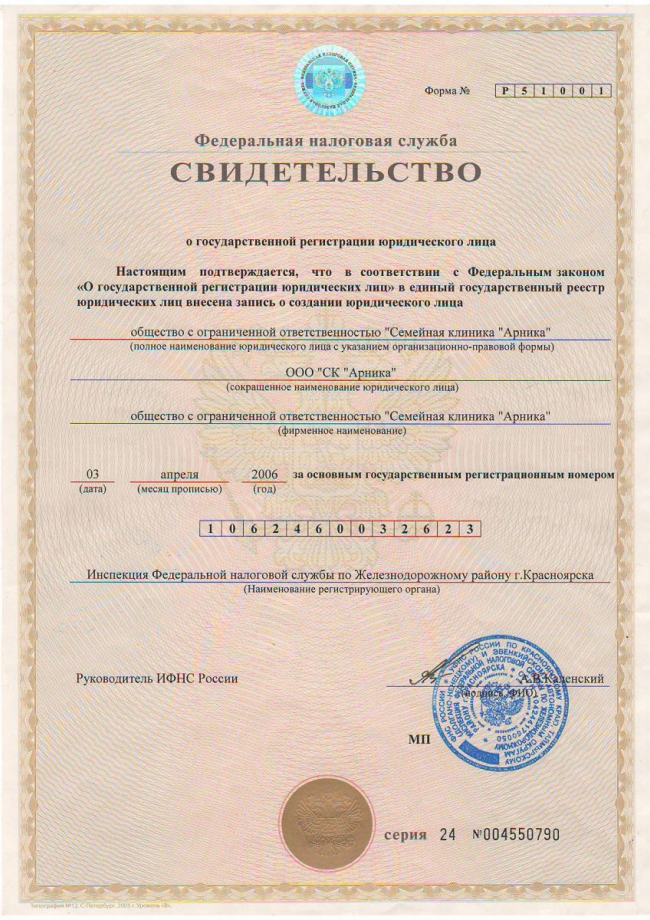 Форма № Р 5 1 0 0 1
Федеральная налоговая служба
СВИДЕТЕЛЬСТВО
о государственной регистрации юридического лица
Настоящим подтверждается, что в соответствии с Федеральным законом
«О государственной регистрации юридических лиц» в единый государственный реестр
юридических лиц внесена запись о создании юридического лица
общество с ограниченной ответственностью "Семейная клиника "Арника"
(полное наименование юридического лица с указанием организационно-правовой формы)
ООО "СК "Арника"
(сокращенное наименование юридического лица)
общество с ограниченной ответственностью "Семейная клиника "Арника"
(фирменное наименование)
03 апреля 2006 за основным государственным регистрационным номером
(дата) (месяц прописью) (год)
1 0 6 2 4 6 0 0 3 2 6 2 3
Инспекция Федеральной налоговой службы по Железнодорожному району г.Красноярска
(Наименование регистрирующего органа)
Руководитель ИФНС России А.В.Каленский
(подпись, ФИО)
МП
серия 24 №004550790